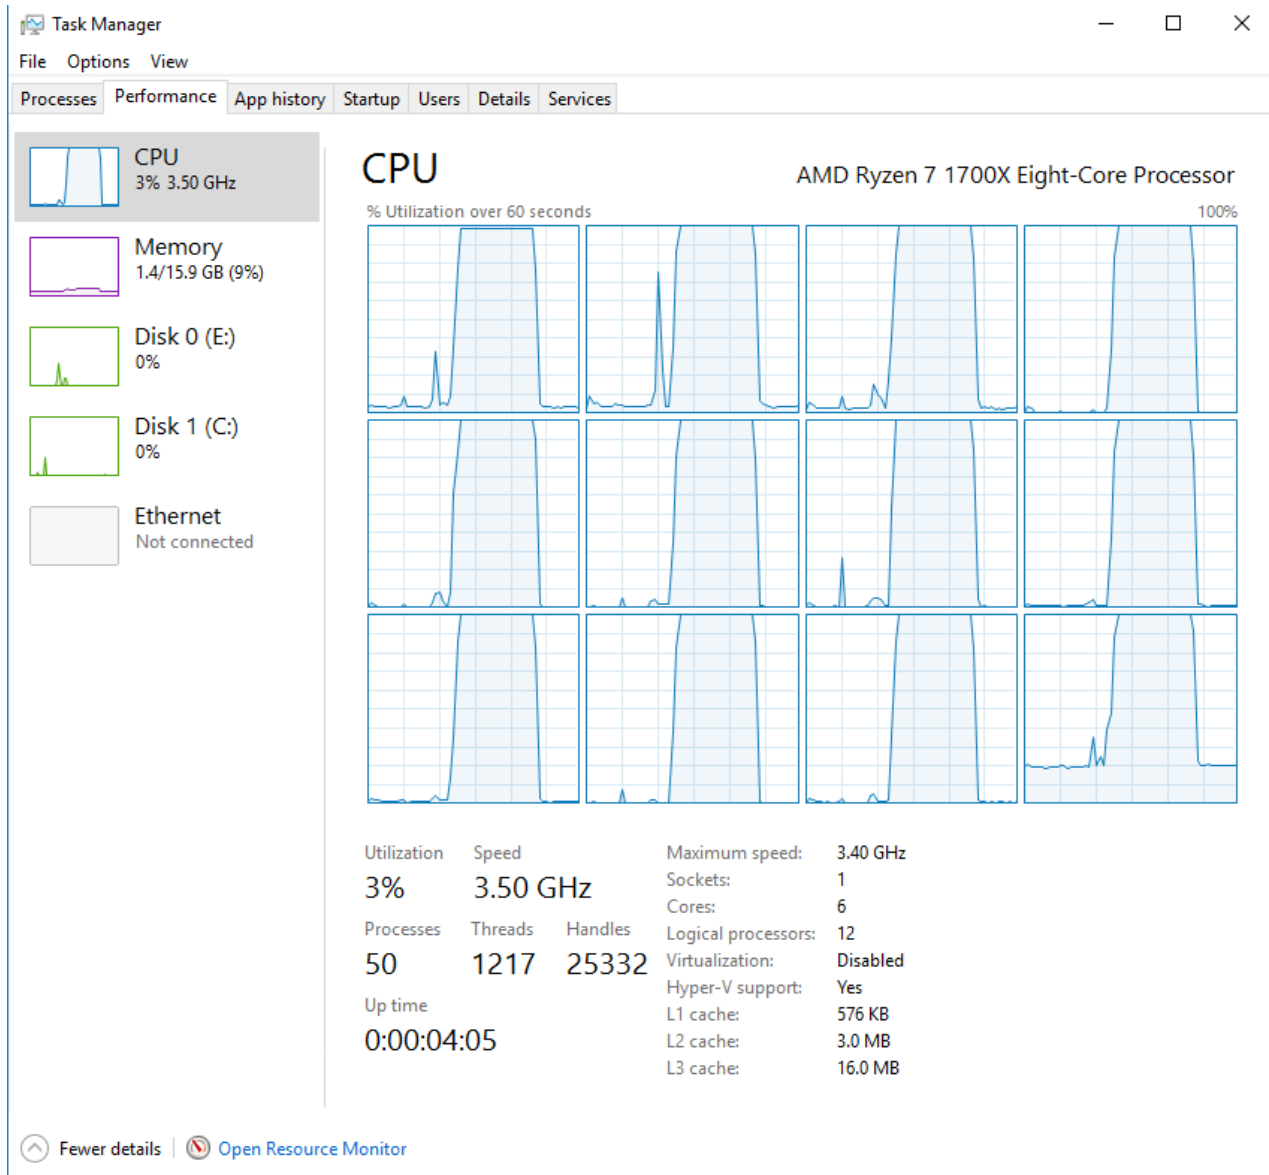 Task Manager
File Options View
Processes Performance App history Startup Users Details Services
CPU
3% 3.50 GHz
Memory
1.4/15.9 GB (9%)
Disk 0 (E:)
0%
Disk 1 (C:)
0%
Ethernet
Not connected
CPU
AMD Ryzen 7 1700X Eight-Core Processor
% Utilization over 60 seconds 100%
Utilization Speed
3% 3.50 GHz
Processes Threads Handles
50 1217 25332
Up time
0:00:04:05
Maximum speed: 3.40 GHz
Sockets: 1
Cores: 6
Logical processors: 12
Virtualization: Disabled
Hyper-V support: Yes
L1 cache: 576 KB
L2 cache: 3.0 MB
L3 cache: 16.0 MB
Fewer details Open Resource Monitor